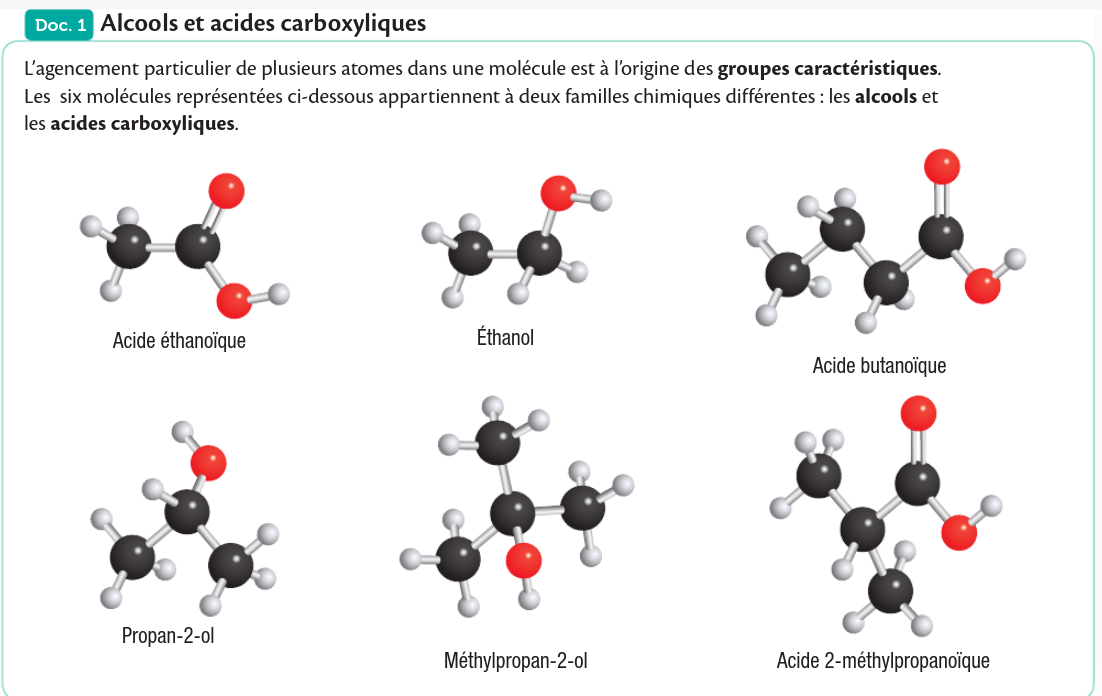 Doc. 1 Alcools et acides carboxyliques
L’agencement particulier de plusieurs atomes dans une molécule est à l’origine des groupes caractéristiques.
Les six molécules représentées ci-dessous appartiennent à deux familles chimiques différentes : les alcools et
les acides carboxyliques.
Acide éthanoïque
Éthanol
Acide butanoïque
Propan-2-ol
Méthylpropan-2-ol
Acide 2-méthylpropanoïque